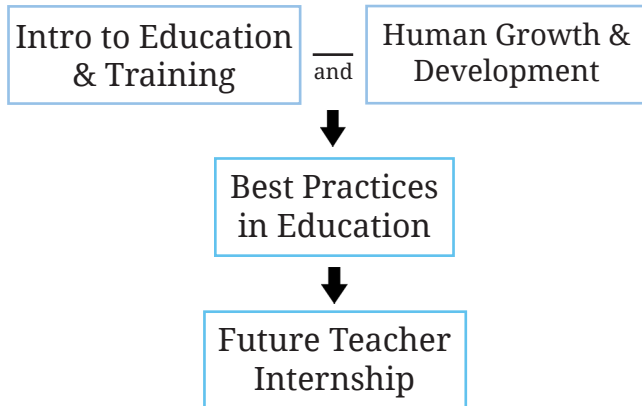 Intro to Education
& Training
and
Human Growth &
Development
Best Practices
in Education
Future Teacher
Internship